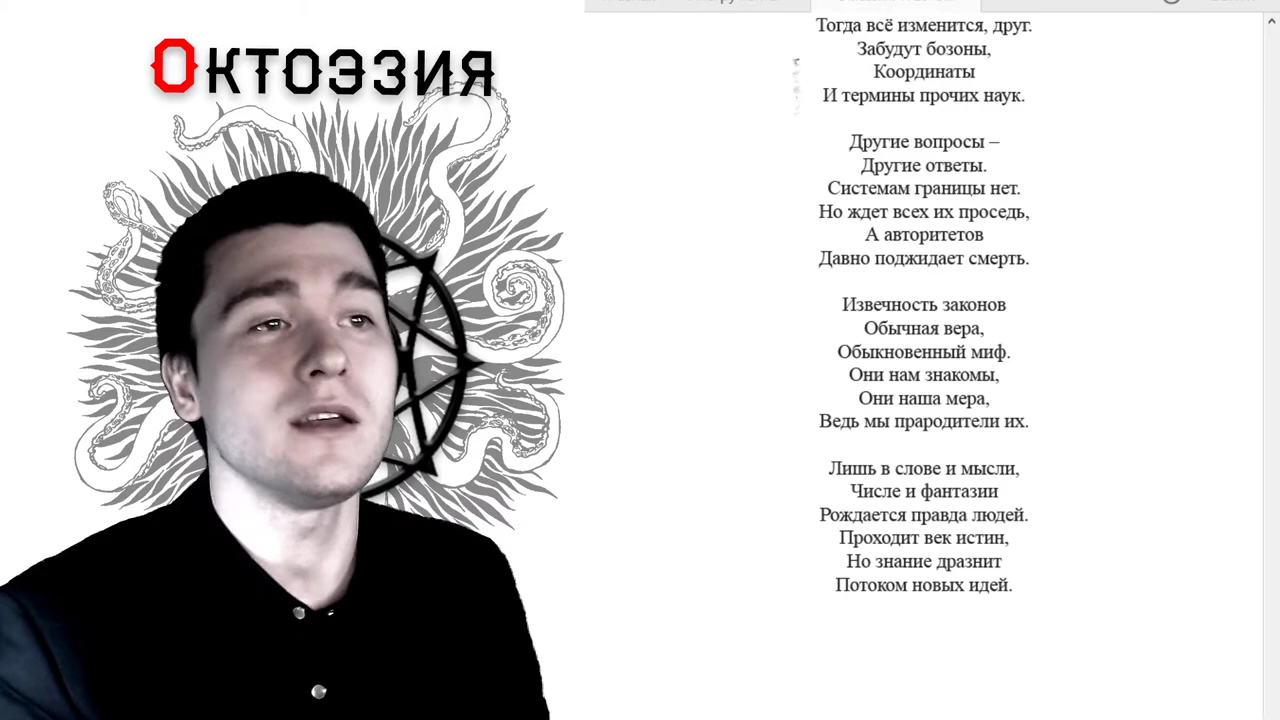 Октоэзия
Тогда всё изменится, друг.
Забудут бозоны,
Координаты
И термины прочих наук.
Другие вопросы –
Другие ответы.
Системам границы нет.
Но ждет всех их проседь,
А авторитетов
Давно поджидает смерть.
Извечность законов
Обычная вера,
Обыкновенный миф.
Они нам знакомы,
Они наша мера,
Ведь мы прародители их.
Лишь в слове и мысли,
Числе и фантазии
Рождается правда людей.
Проходит век истин,
Но знание дразнит
Потоком новых идей.